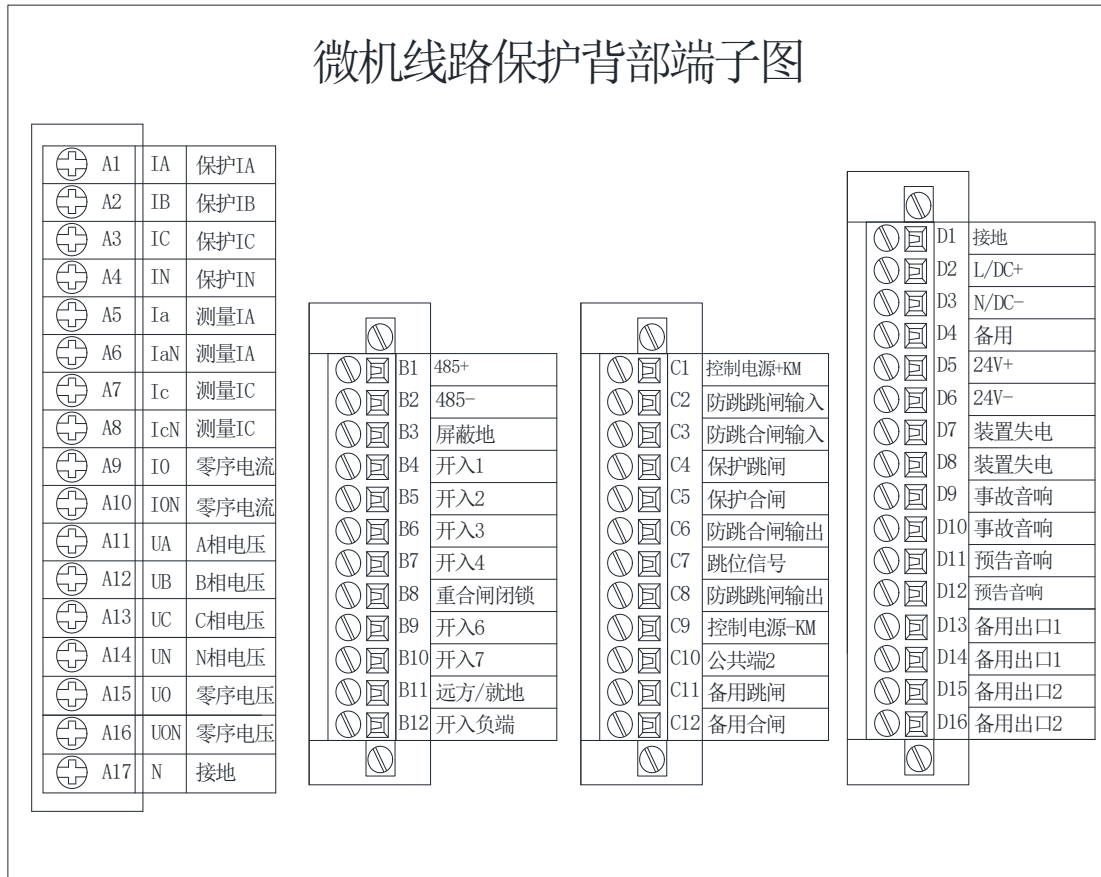 微机线路保护背部端子图
A1 IA 保护IA
A2 IB 保护IB
A3 IC 保护IC
A4 IN 保护IN
A5 Ia 测量IA
A6 IaN 测量IA
A7 Ic 测量IC
A8 IcN 测量IC
A9 I0 零序电流
A10 I0N 零序电流
A11 UA A相电压
A12 UB B相电压
A13 UC C相电压
A14 UN N相电压
A15 U0 零序电压
A16 U0N 零序电压
A17 N 接地
B1 485+
B2 485-
B3 屏蔽地
B4 开入1
B5 开入2
B6 开入3
B7 开入4
B8 重合闸闭锁
B9 开入6
B10 开入7
B11 远方/就地
B12 开入负端
C1 控制电源+KM
C2 防跳跳闸输入
C3 防跳合闸输入
C4 保护跳闸
C5 保护合闸
C6 防跳合闸输出
C7 跳位信号
C8 防跳跳闸输出
C9 控制电源-KM
C10 公共端2
C11 备用跳闸
C12 备用合闸
D1 接地
D2 L/DC+
D3 N/DC-
D4 备用
D5 24V+
D6 24V-
D7 装置失电
D8 装置失电
D9 事故音响
D10 事故音响
D11 预告音响
D12 预告音响
D13 备用出口1
D14 备用出口1
D15 备用出口2
D16 备用出口2